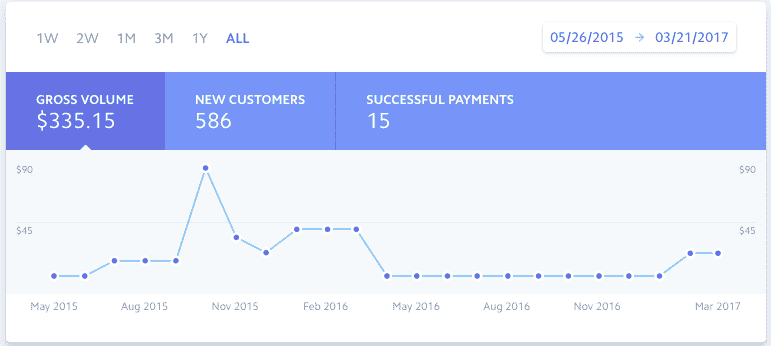 1W 2W 1M 3M 1Y ALL 05/26/2015 → 03/21/2017
GROSS VOLUME NEW CUSTOMERS SUCCESSFUL PAYMENTS
$335.15 586 15
$90 $90
$45 $45
May 2015 Aug 2015 Nov 2015 Feb 2016 May 2016 Aug 2016 Nov 2016 Mar 2017